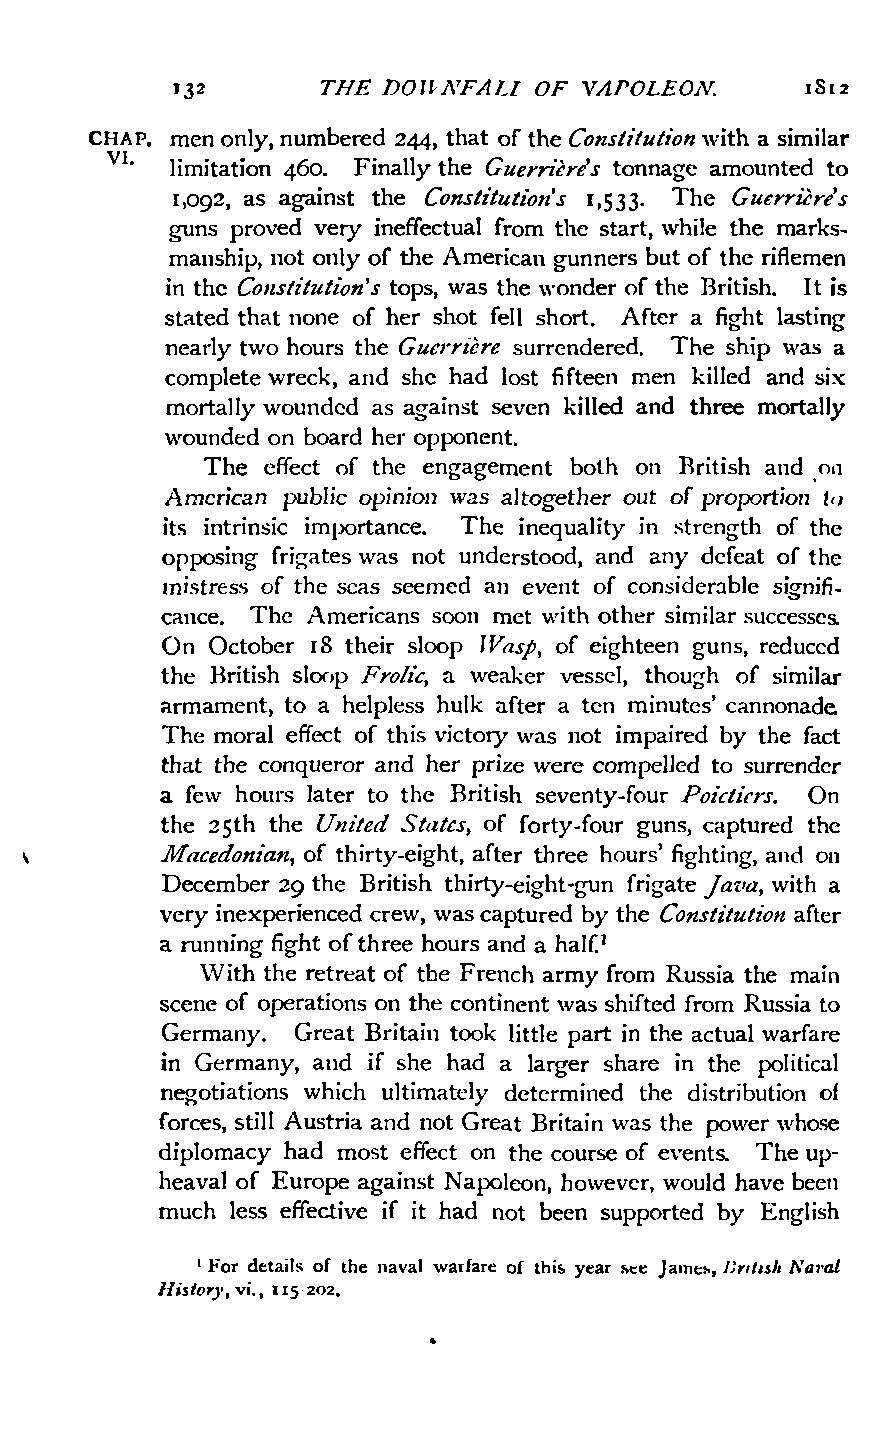 132 THE DOWNFALL OF NAPOLEON. 1812
CHAP. men only, numbered 244, that of the Constitution with a similar
VI. limitation 460. Finally the Guerrière's tonnage amounted to
1,092, as against the Constitution's 1,533. The Guerrière's
guns proved very ineffectual from the start, while the marks-
manship, not only of the American gunners but of the riflemen
in the Constitution's tops, was the wonder of the British. It is
stated that none of her shot fell short. After a fight lasting
nearly two hours the Guerrière surrendered. The ship was a
complete wreck, and she had lost fifteen men killed and six
mortally wounded as against seven killed and three mortally
wounded on board her opponent.
The effect of the engagement both on British and on
American public opinion was altogether out of proportion to
its intrinsic importance. The inequality in strength of the
opposing frigates was not understood, and any defeat of the
mistress of the seas seemed an event of considerable signifi-
cance. The Americans soon met with other similar successes.
On October 18 their sloop Wasp, of eighteen guns, reduced
the British sloop Frolic, a weaker vessel, though of similar
armament, to a helpless hulk after a ten minutes' cannonade.
The moral effect of this victory was not impaired by the fact
that the conqueror and her prize were compelled to surrender
a few hours later to the British seventy-four Poictiers. On
the 25th the United States, of forty-four guns, captured the
Macedonian, of thirty-eight, after three hours' fighting, and on
December 29 the British thirty-eight-gun frigate Java, with a
very inexperienced crew, was captured by the Constitution after
a running fight of three hours and a half.¹
With the retreat of the French army from Russia the main
scene of operations on the continent was shifted from Russia to
Germany. Great Britain took little part in the actual warfare
in Germany, and if she had a larger share in the political
negotiations which ultimately determined the distribution of
forces, still Austria and not Great Britain was the power whose
diplomacy had most effect on the course of events. The up-
heaval of Europe against Napoleon, however, would have been
much less effective if it had not been supported by English
¹ For details of the naval warfare of this year see James, British Naval
History, vi., 115-202.